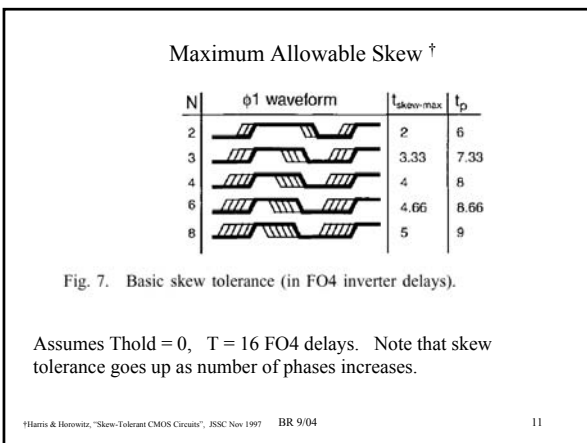 Maximum Allowable Skew †
N ϕ1 waveform tskew-max tp
2 2 6
3 3.33 7.33
4 4 8
6 4.66 8.66
8 5 9
Fig. 7. Basic skew tolerance (in FO4 inverter delays).
Assumes Thold = 0, T = 16 FO4 delays. Note that skew
tolerance goes up as number of phases increases.
†Harris & Horowitz, "Skew-Tolerant CMOS Circuits", JSSC Nov 1997 BR 9/04 11